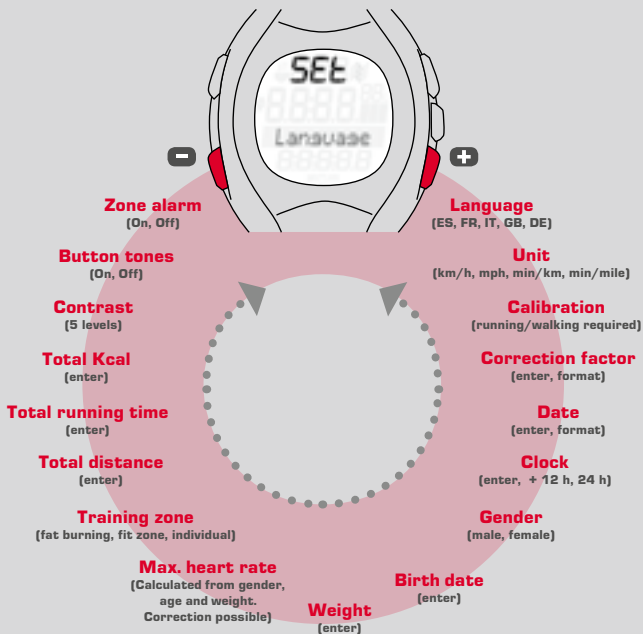 SEt
Language
Zone alarm
(On, Off)
Button tones
(On, Off)
Contrast
(5 levels)
Total Kcal
(enter)
Total running time
(enter)
Total distance
(enter)
Training zone
(fat burning, fit zone, individual)
Max. heart rate
(Calculated from gender,
age and weight.
Correction possible)
Weight
(enter)
Birth date
(enter)
Gender
(male, female)
Clock
(enter, + 12 h, 24 h)
Date
(enter, format)
Correction factor
(enter, format)
Calibration
(running/walking required)
Unit
(km/h, mph, min/km, min/mile)
Language
(ES, FR, IT, GB, DE)